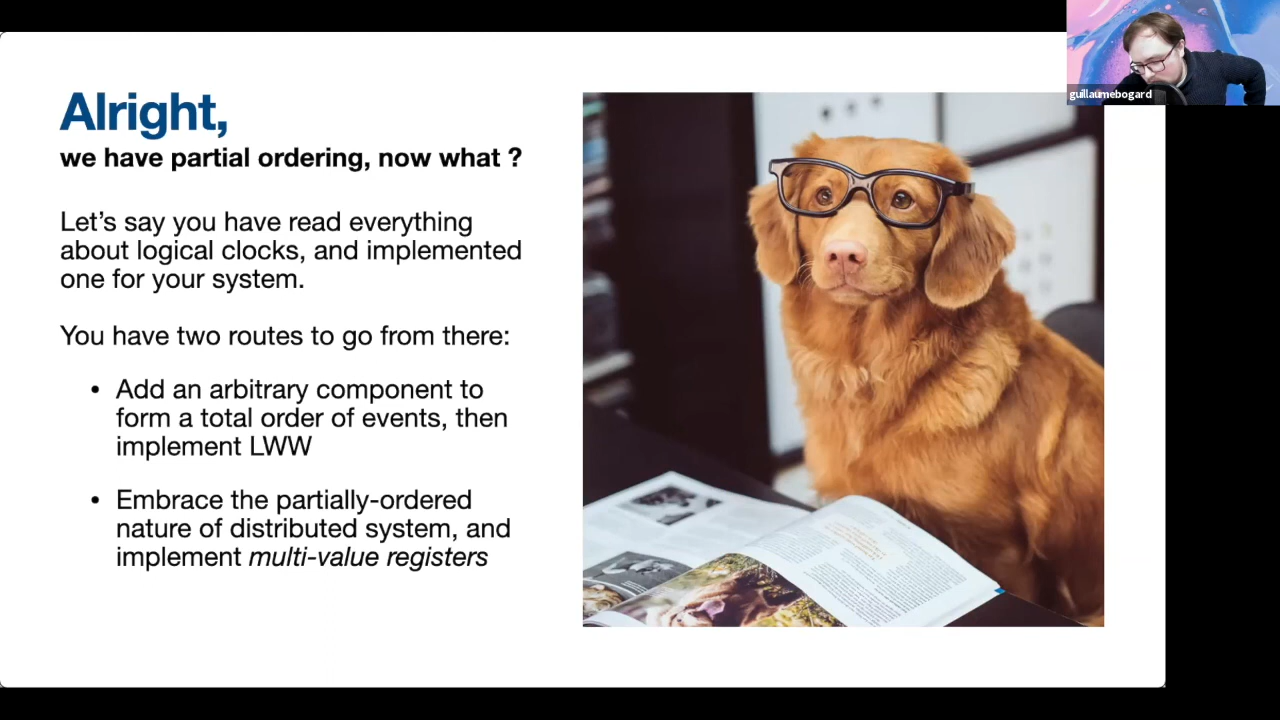 Alright,
we have partial ordering, now what ?
Let's say you have read everything
about logical clocks, and implemented
one for your system.
You have two routes to go from there:
• Add an arbitrary component to
form a total order of events, then
implement LWW
• Embrace the partially-ordered
nature of distributed system, and
implement multi-value registers
guillaumebogard